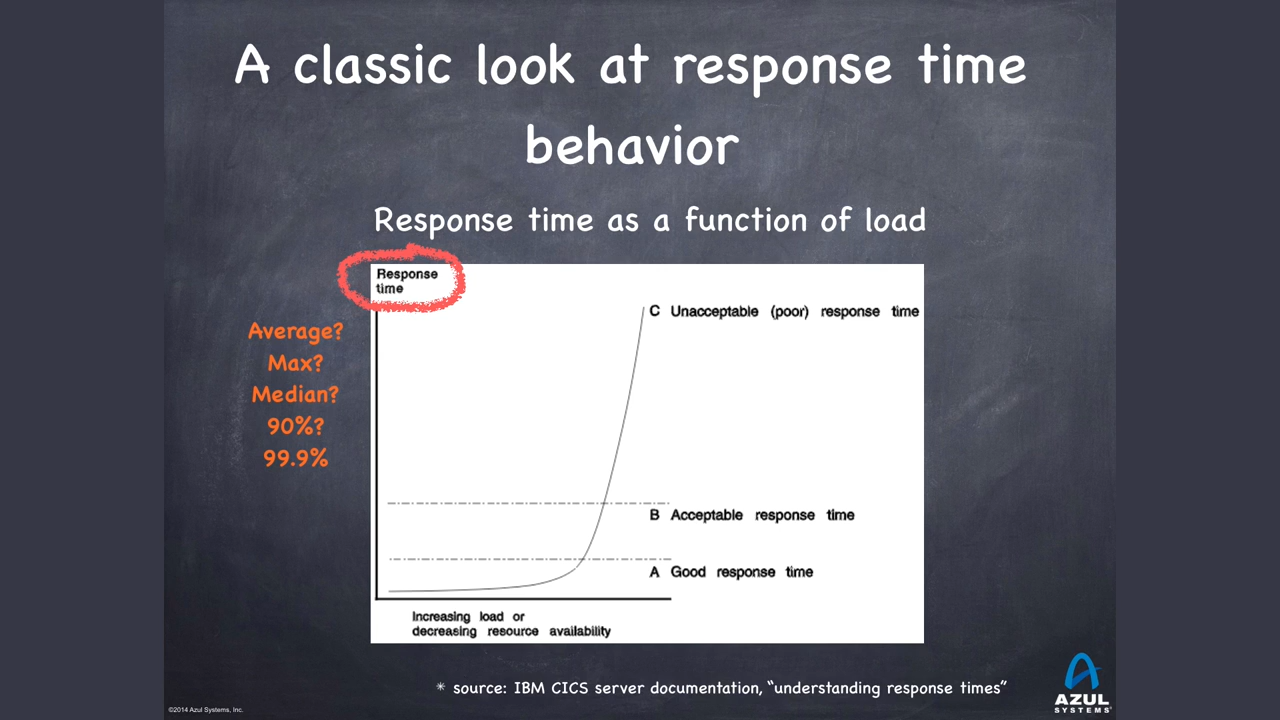 A classic look at response time
behavior
Response time as a function of load
Response
time
Average?
Max?
Median?
90%?
99.9%
C Unacceptable (poor) response time
B Acceptable response time
A Good response time
Increasing load or
decreasing resource availability
* source: IBM CICS server documentation, “understanding response times”
©2014 Azul Systems, Inc.
AZUL
SYSTEMS